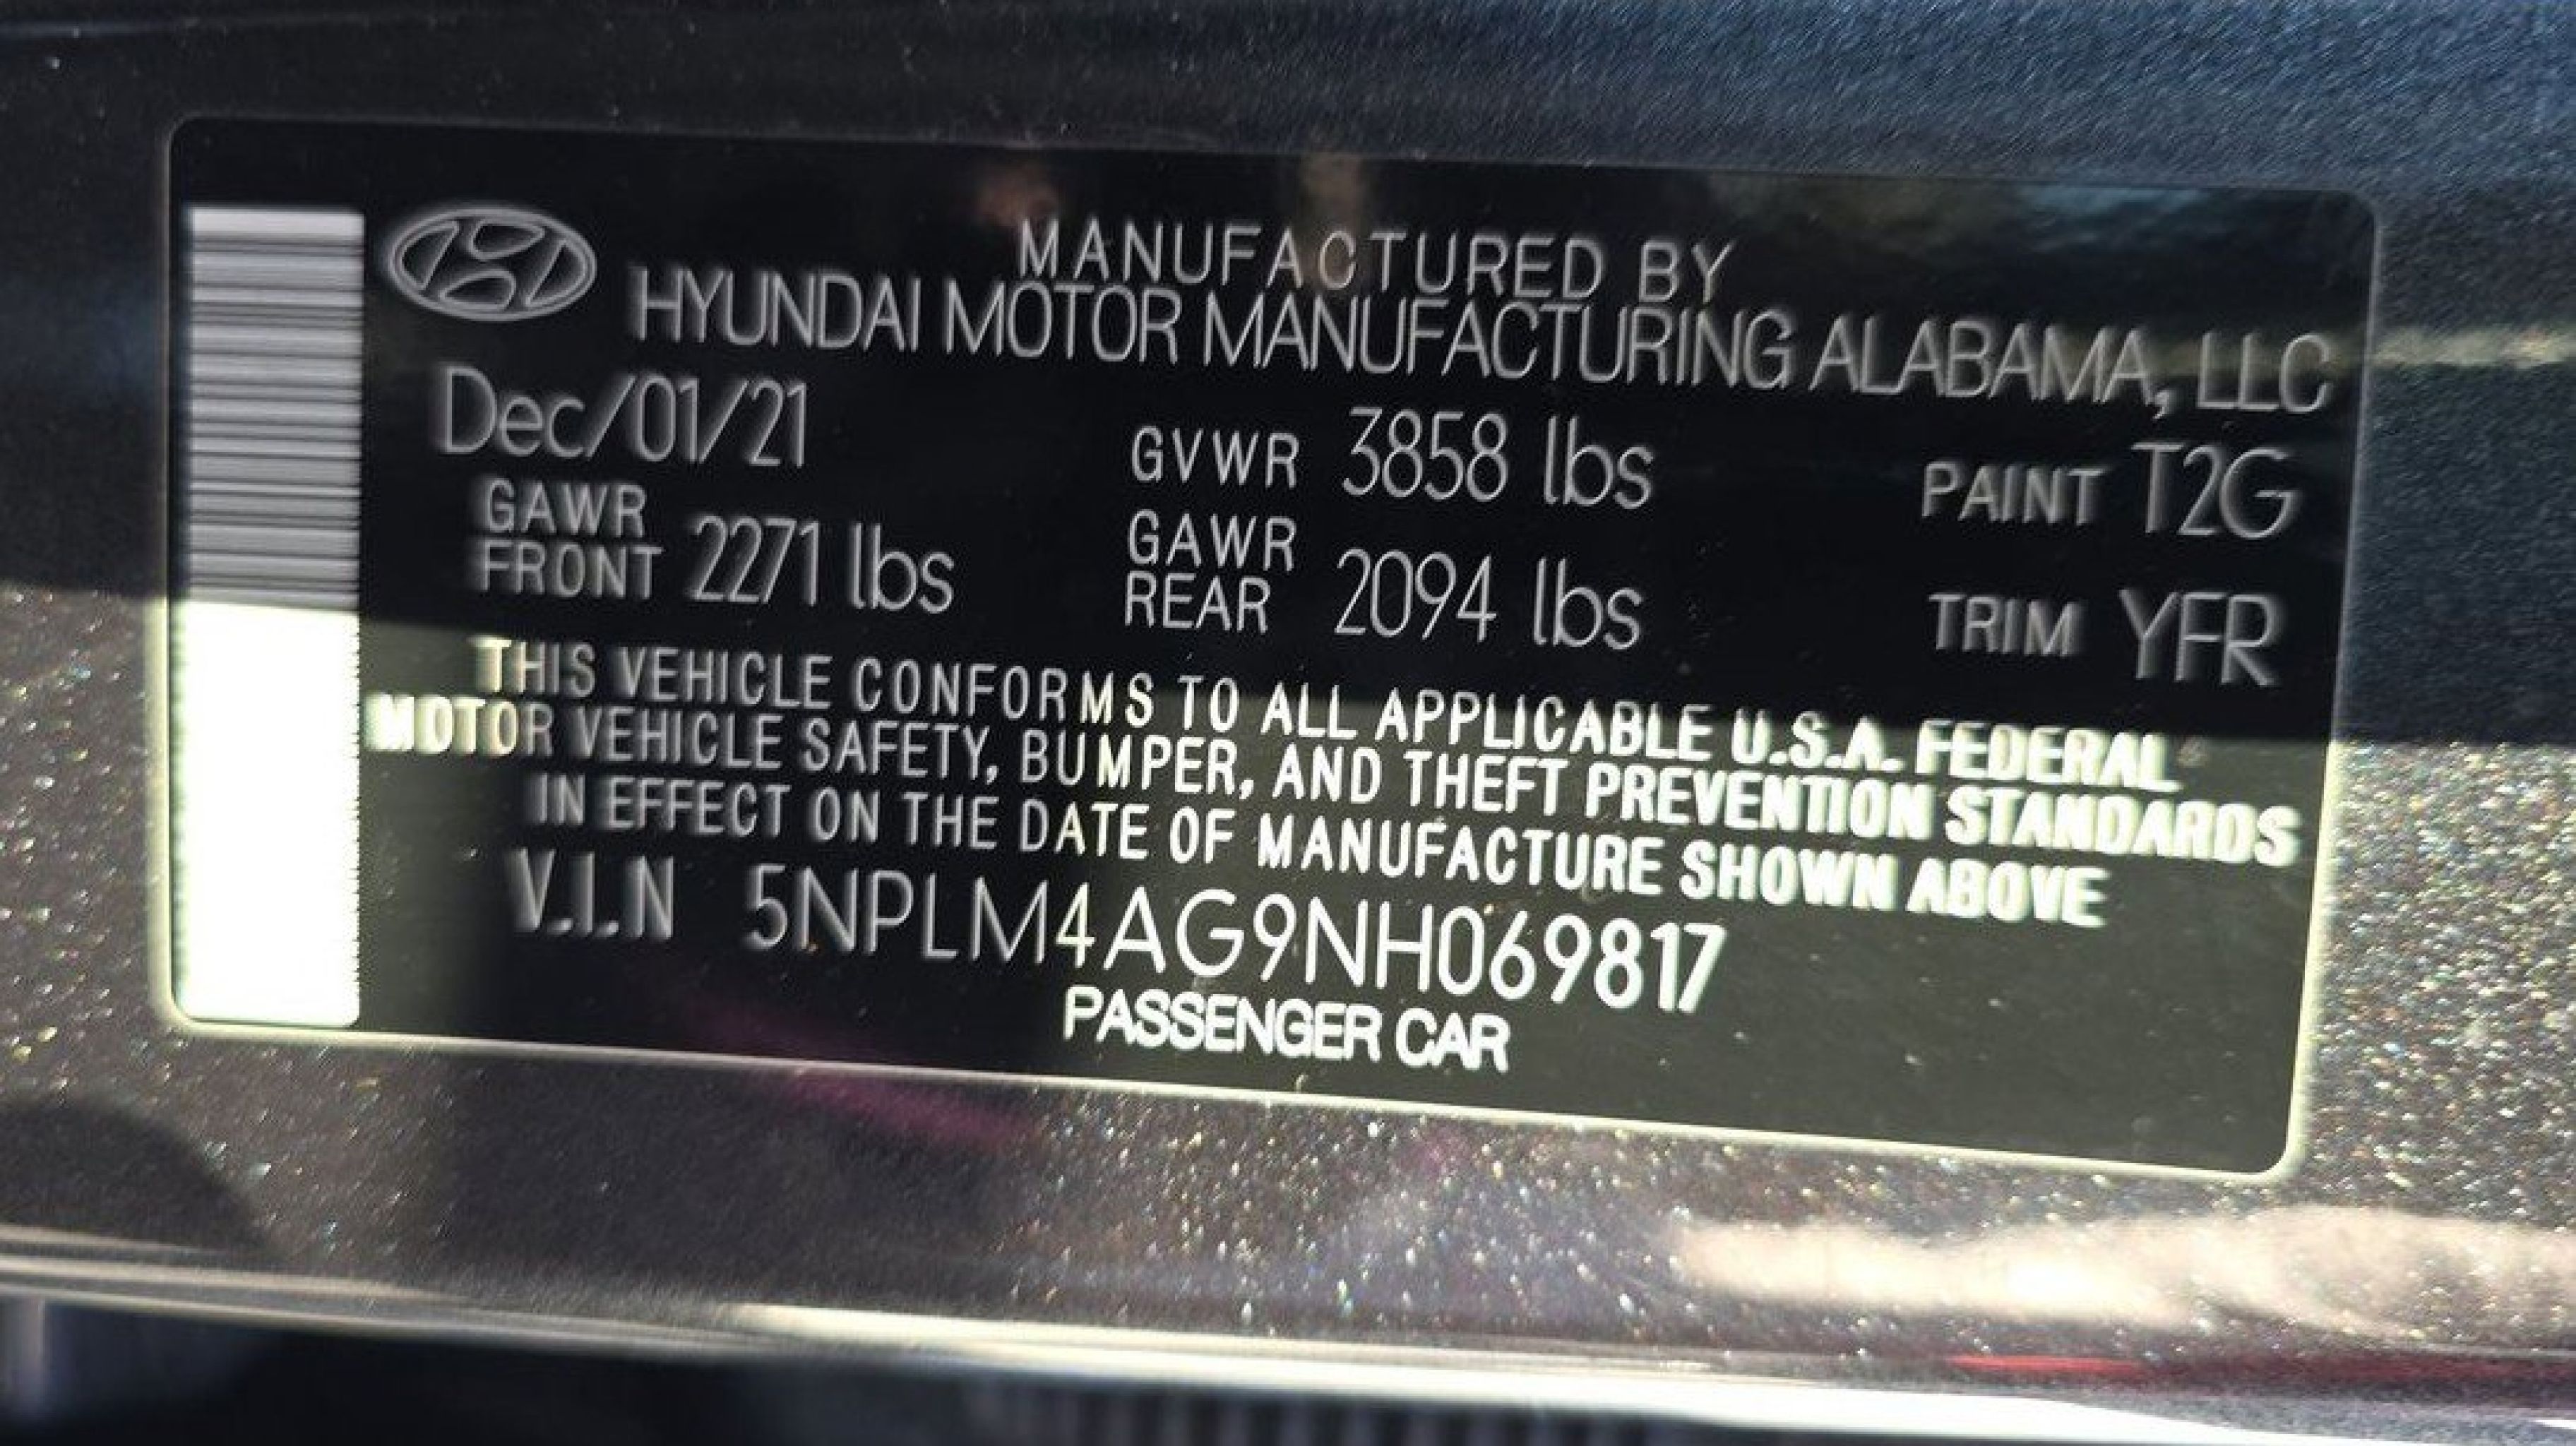 MANUFACTURED BY
HYUNDAI MOTOR MANUFACTURING ALABAMA, LLC
Dec/01/21 GVWR 3858 lbs PAINT T2G
GAWR FRONT 2271 lbs GAWR REAR 2094 lbs TRIM YFR
THIS VEHICLE CONFORMS TO ALL APPLICABLE U.S.A. FEDERAL
MOTOR VEHICLE SAFETY, BUMPER, AND THEFT PREVENTION STANDARDS
IN EFFECT ON THE DATE OF MANUFACTURE SHOWN ABOVE
V.I.N 5NPLM4AG9NH069817
PASSENGER CAR